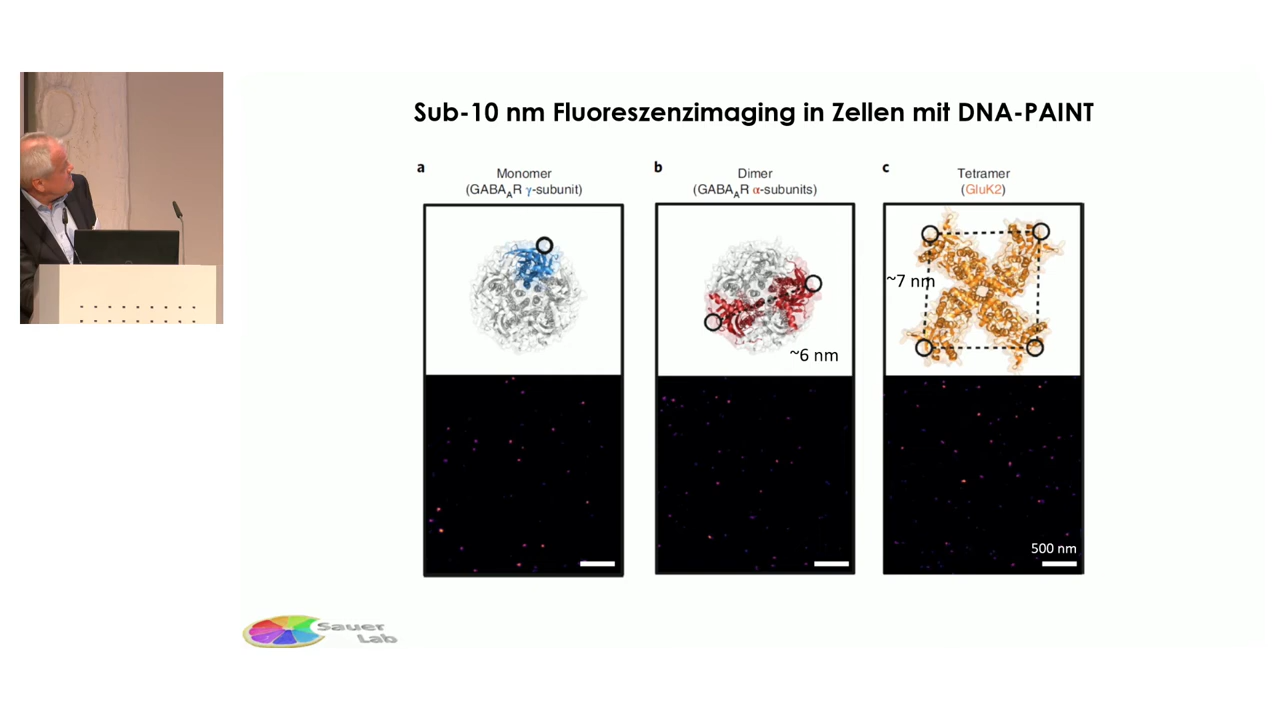 Sub-10 nm Fluoreszenzimaging in Zellen mit DNA-PAINT
a
Monomer
(GABAAR γ-subunit)
b
Dimer
(GABAAR α-subunits)
~6 nm
c
Tetramer
(GluK2)
~7 nm
500 nm
Sauer
Lab